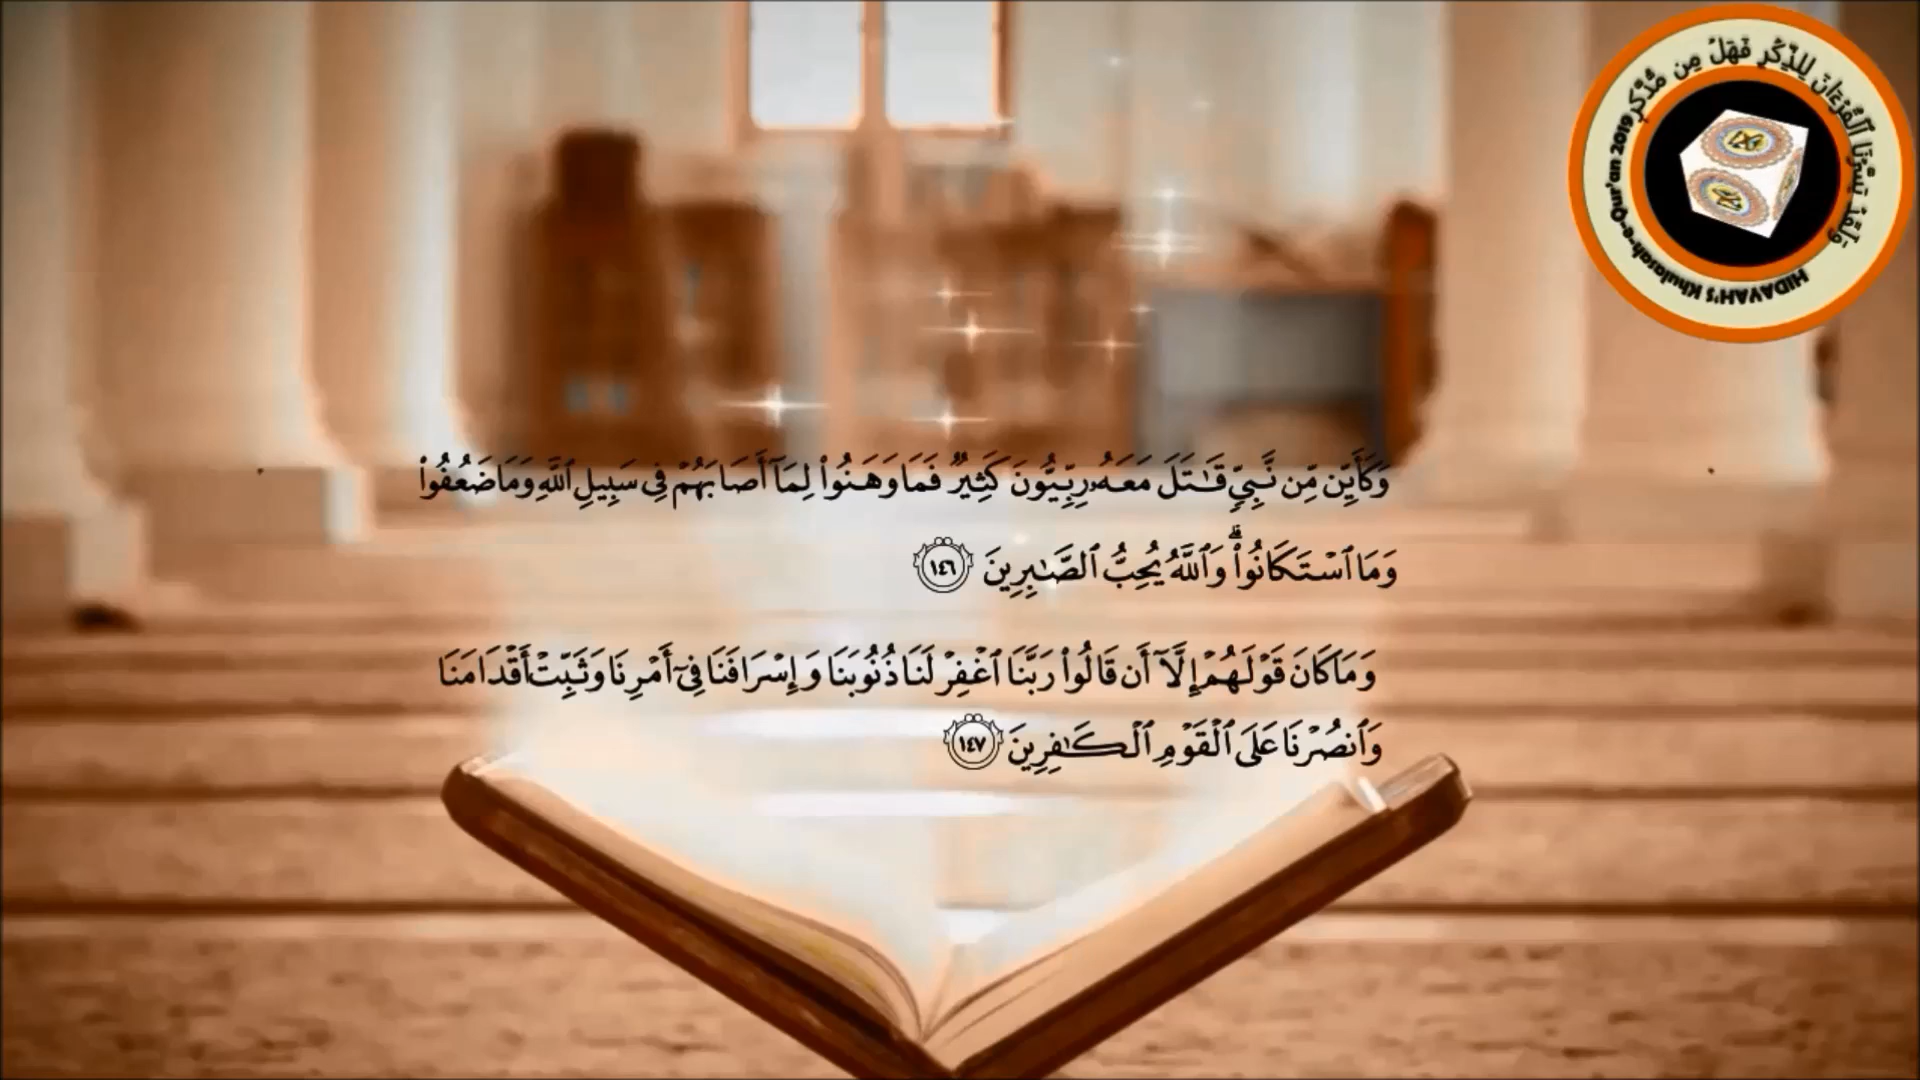 وَلَقَدْ يَسَّرْنَا ٱلْقُرْءَانَ لِلذِّكْرِ فَهَلْ مِن مُّدَّكِرٍ
HIDAYAH'S Khulasah-e-Qur'an 2019
وَكَأَيِّن مِّن نَّبِىٍّ قَٰتَلَ مَعَهُۥ رِبِّيُّونَ كَثِيرٌ فَمَا وَهَنُوا۟ لِمَآ أَصَابَهُمْ فِى سَبِيلِ ٱللَّهِ وَمَا ضَعُفُوا۟
وَمَا ٱسْتَكَانُوا۟ ۗ وَٱللَّهُ يُحِبُّ ٱلصَّٰبِرِينَ ١٤٦
وَمَا كَانَ قَوْلَهُمْ إِلَّآ أَن قَالُوا۟ رَبَّنَا ٱغْفِرْ لَنَا ذُنُوبَنَا وَإِسْرَافَنَا فِىٓ أَمْرِنَا وَثَبِّتْ أَقْدَامَنَا
وَٱنصُرْنَا عَلَى ٱلْقَوْمِ ٱلْكَٰفِرِينَ ١٤٧